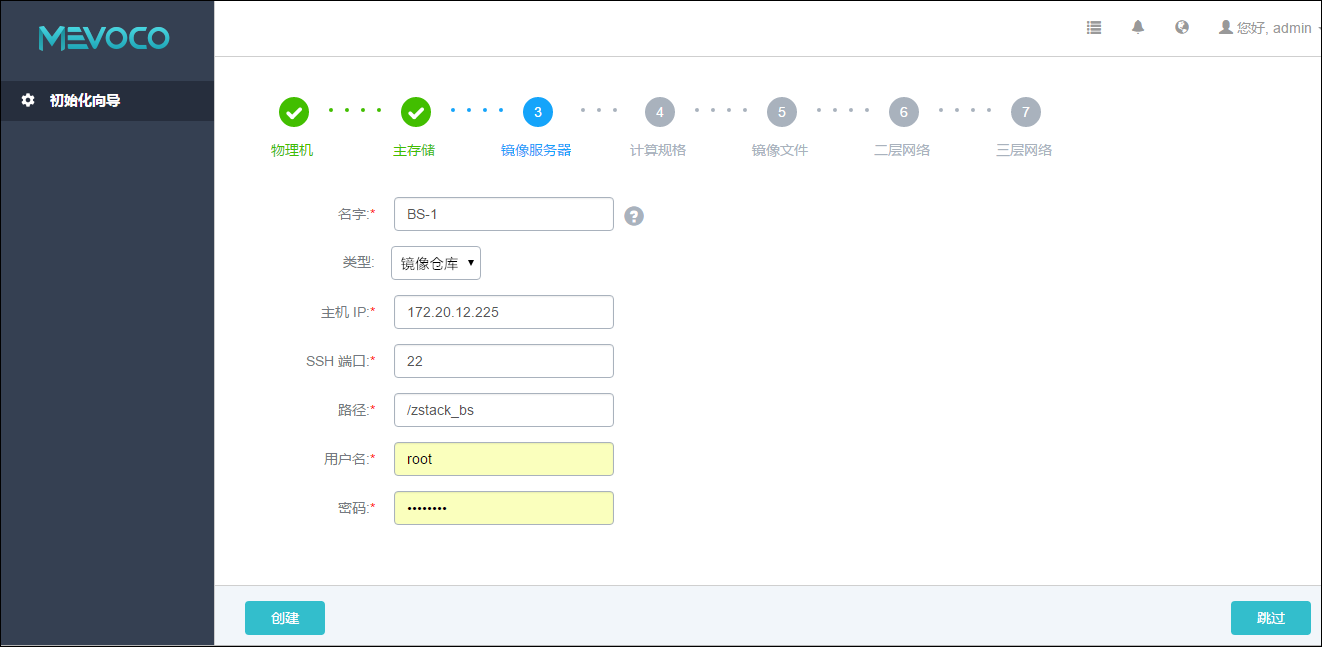 MEVOCO
您好, admin
初始化向导
3 4 5 6 7
物理机 主存储 镜像服务器 计算规格 镜像文件 二层网络 三层网络
名字:* BS-1 ?
类型: 镜像仓库
主机 IP:* 172.20.12.225
SSH 端口:* 22
路径:* /zstack_bs
用户名:* root
密码:* ••••••••
创建 跳过